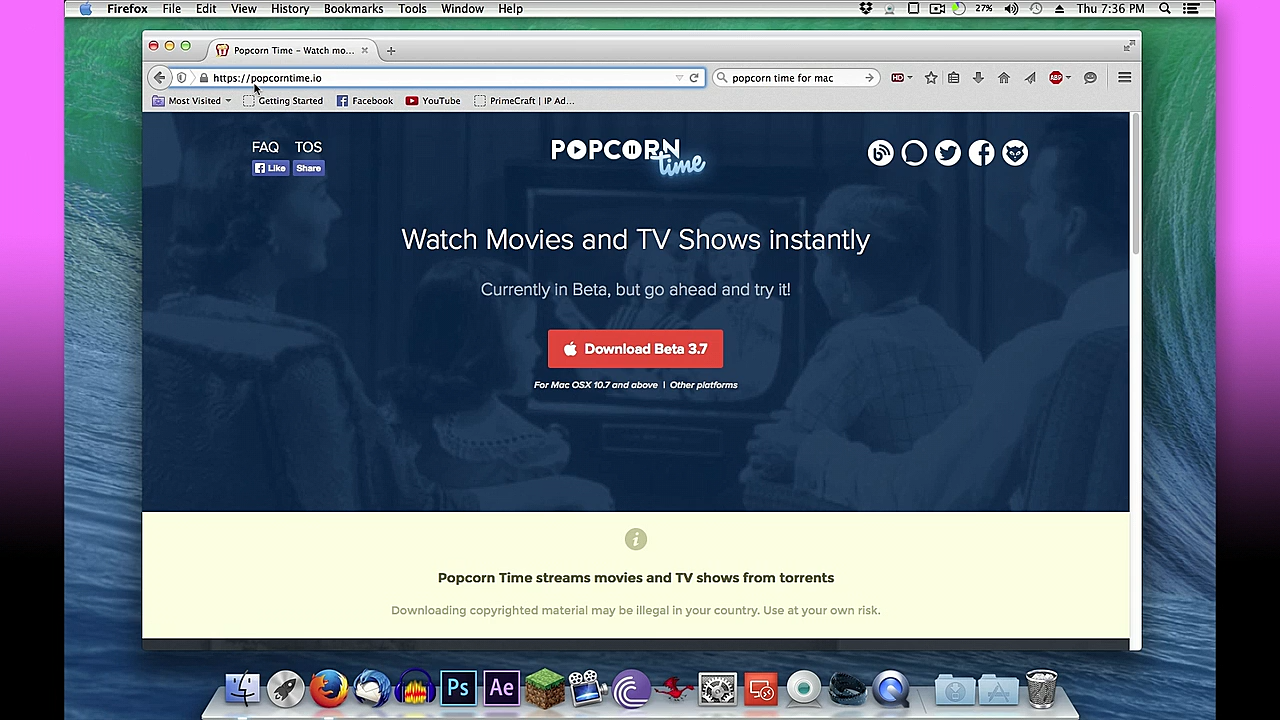 Firefox File Edit View History Bookmarks Tools Window Help 27% Thu 7:36 PM
Popcorn Time - Watch mo...
https://popcorntime.io popcorn time for mac HD ABP
Most Visited Getting Started Facebook YouTube PrimeCraft | IP Ad...
FAQ TOS
Like Share
POPCORN
time
Watch Movies and TV Shows instantly
Currently in Beta, but go ahead and try it!
Download Beta 3.7
For Mac OSX 10.7 and above | Other platforms
Popcorn Time streams movies and TV shows from torrents
Downloading copyrighted material may be illegal in your country. Use at your own risk.
Ps Ae